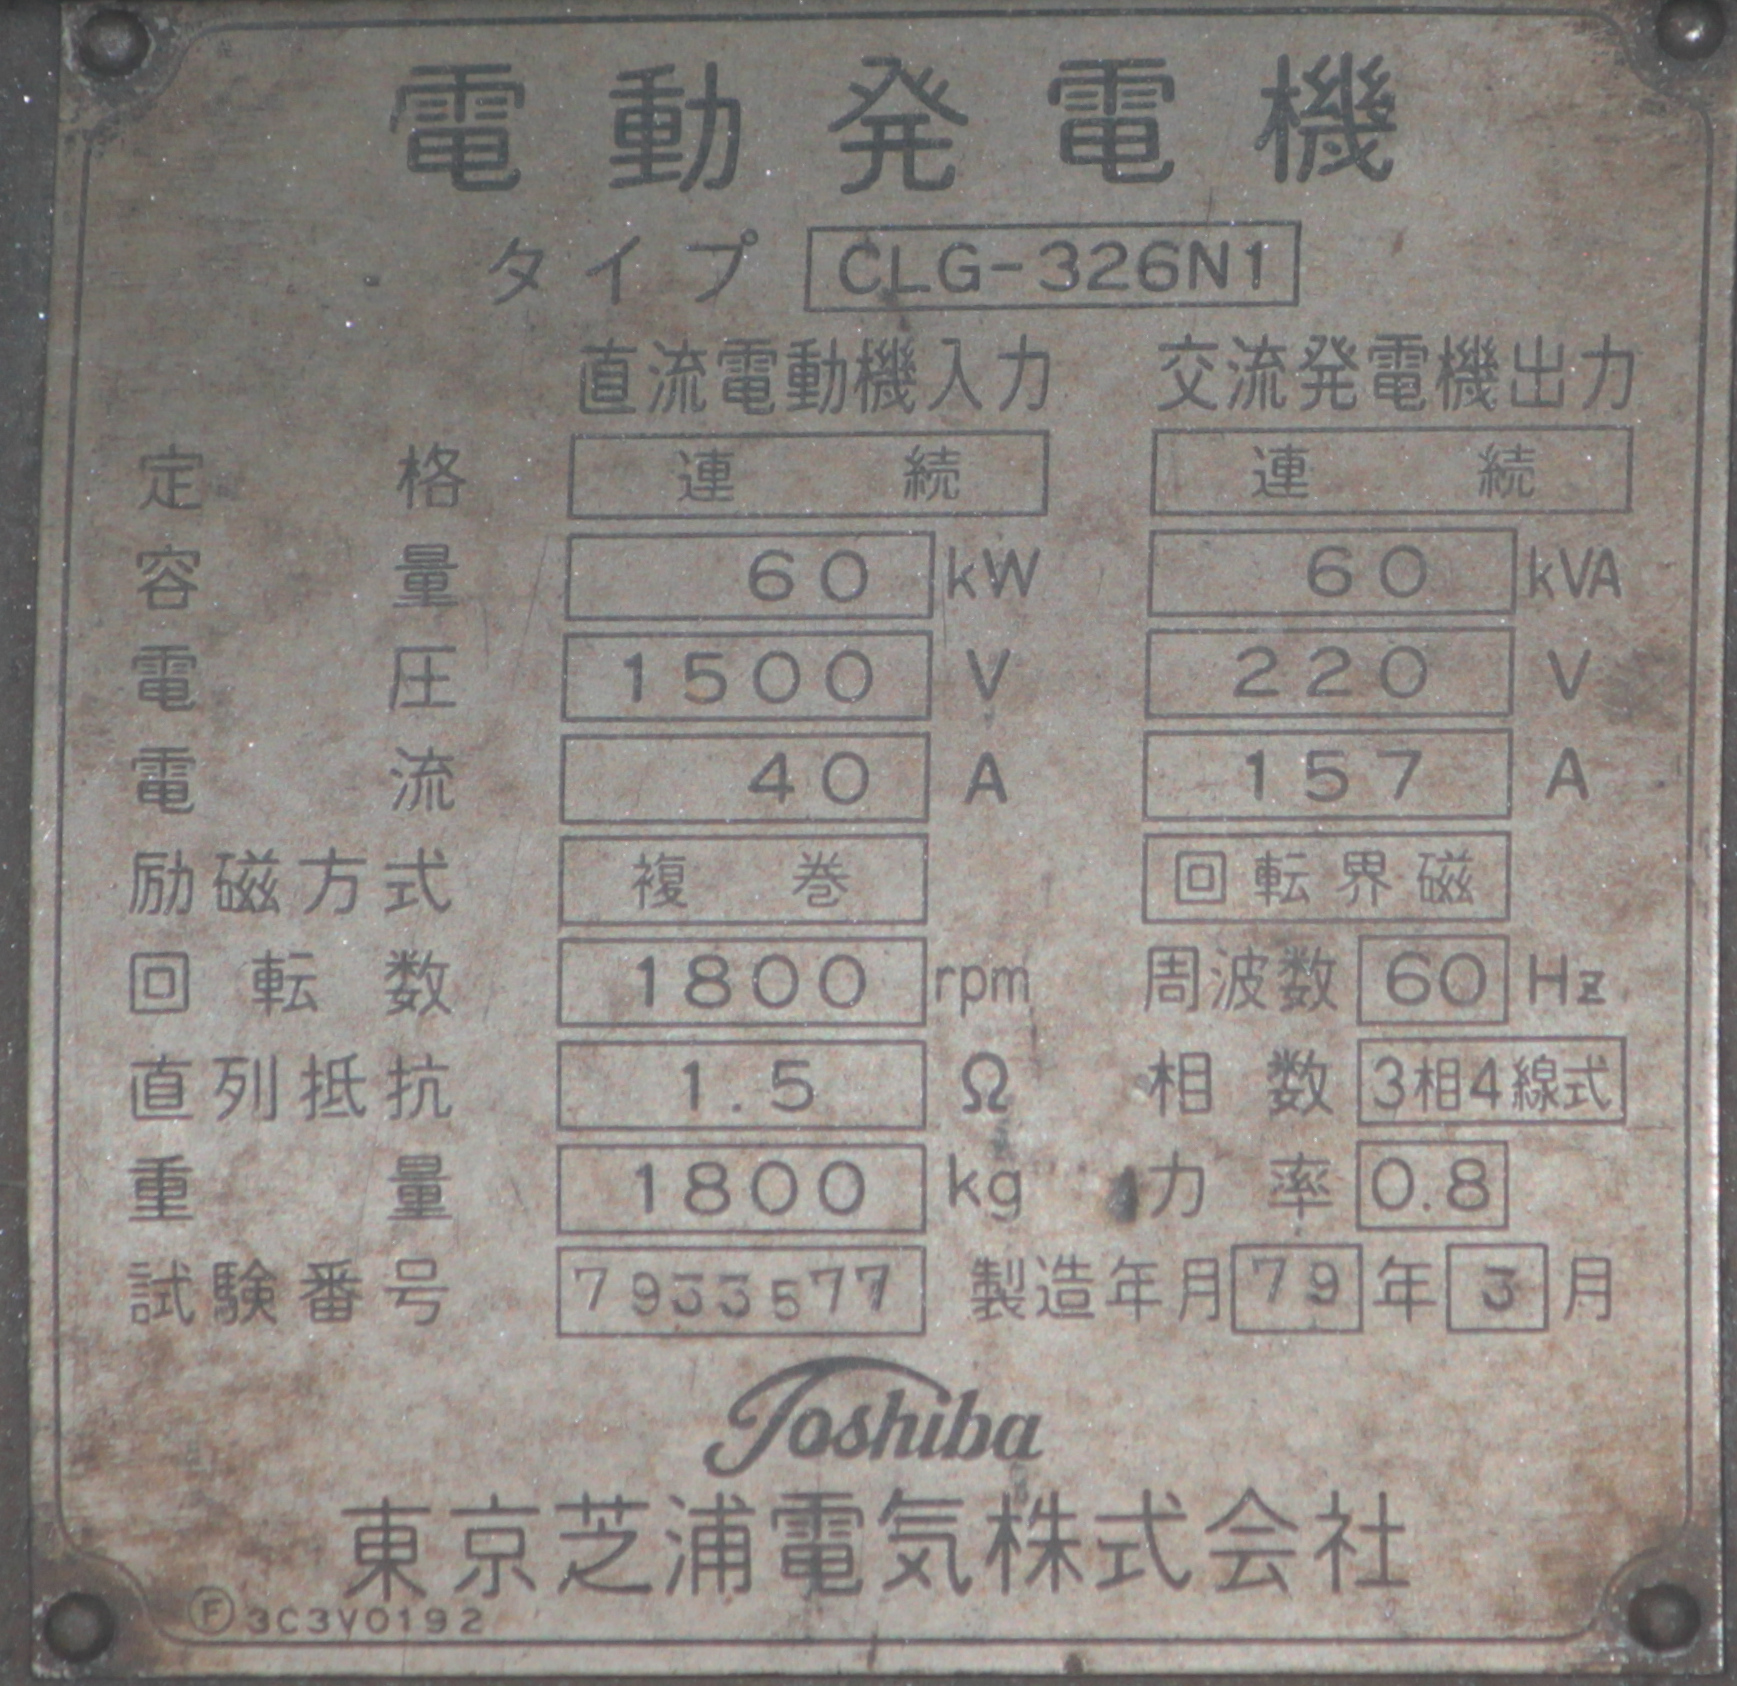 電動発電機
タイプ CLG-326N1
直流電動機入力 交流発電機出力
定格 連続 連続
容量 60 kW 60 kVA
電圧 1500 V 220 V
電流 40 A 157 A
励磁方式 複巻 回転界磁
回転数 1800 rpm 周波数 60 Hz
直列抵抗 1.5 Ω 相数 3相4線式
重量 1800 kg 力率 0.8
試験番号 7933577 製造年月 79年3月
Toshiba
東京芝浦電気株式会社
Ⓕ3C3V0192